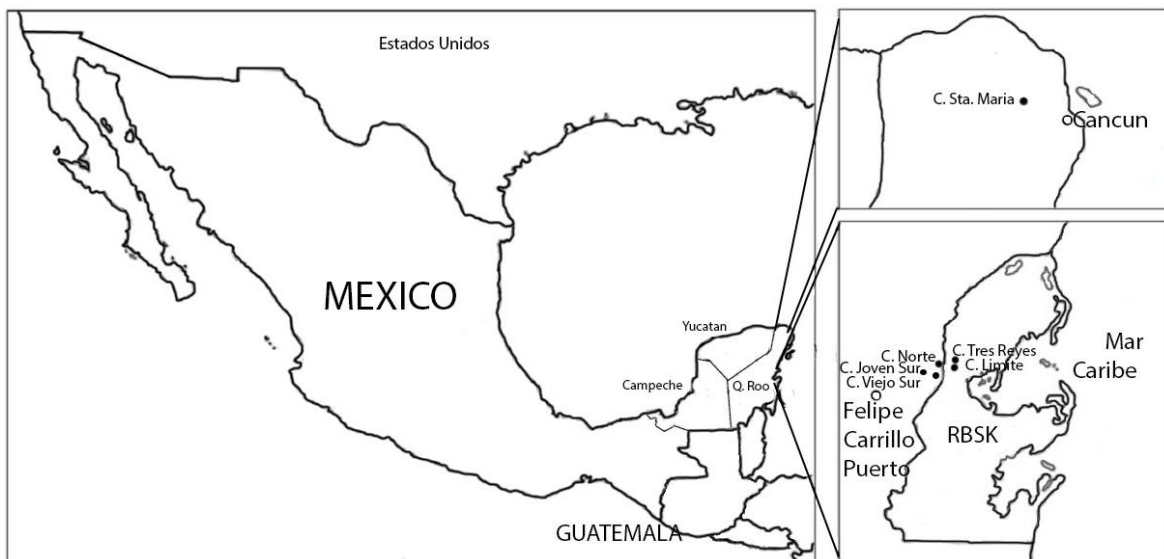 Estados Unidos
MEXICO
Yucatan
Campeche
Q. Roo
GUATEMALA
C. Sta. Maria
Cancun
C. Norte
C. Tres Reyes
C. Joven Sur
C. Limite
C. Viejo Sur
Mar
Caribe
Felipe
Carrillo
Puerto
RBSK